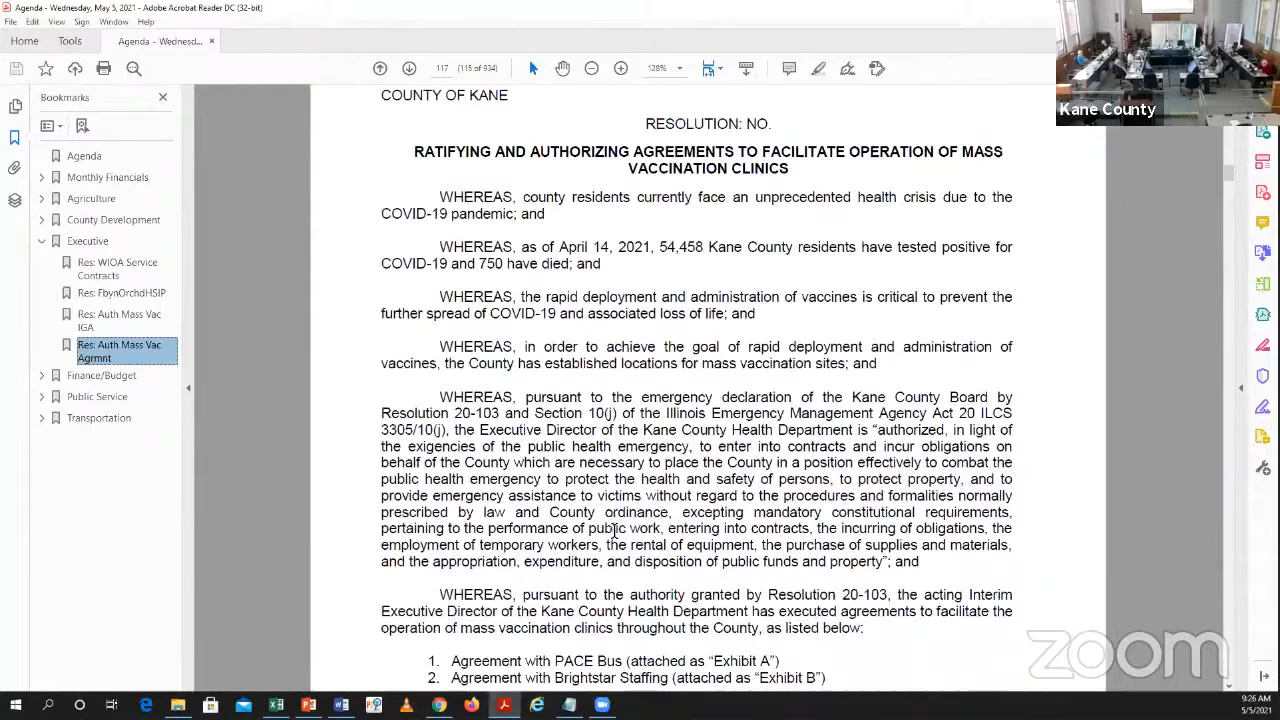 Agenda - Wednesday, May 5, 2021 - Adobe Acrobat Reader DC (32-bit)
File Edit View Sign Window Help
Home Tools Agenda - Wednesd... ×
117 (115 of 934) 128%
Kane County
Bookmarks
Agenda
Monthly Financials
Agriculture
County Development
Executive
Res: WIOA Service
Contracts
Res: FbynOrchdHSIP
Res: Auth Mass Vac
IGA
Res: Auth Mass Vac
Agrmnt
Finance/Budget
Public Service
Transportation
COUNTY OF KANE
RESOLUTION: NO.
RATIFYING AND AUTHORIZING AGREEMENTS TO FACILITATE OPERATION OF MASS
VACCINATION CLINICS
WHEREAS, county residents currently face an unprecedented health crisis due to the
COVID-19 pandemic; and
WHEREAS, as of April 14, 2021, 54,458 Kane County residents have tested positive for
COVID-19 and 750 have died; and
WHEREAS, the rapid deployment and administration of vaccines is critical to prevent the
further spread of COVID-19 and associated loss of life; and
WHEREAS, in order to achieve the goal of rapid deployment and administration of
vaccines, the County has established locations for mass vaccination sites; and
WHEREAS, pursuant to the emergency declaration of the Kane County Board by
Resolution 20-103 and Section 10(j) of the Illinois Emergency Management Agency Act 20 ILCS
3305/10(j), the Executive Director of the Kane County Health Department is “authorized, in light of
the exigencies of the public health emergency, to enter into contracts and incur obligations on
behalf of the County which are necessary to place the County in a position effectively to combat the
public health emergency to protect the health and safety of persons, to protect property, and to
provide emergency assistance to victims without regard to the procedures and formalities normally
prescribed by law and County ordinance, excepting mandatory constitutional requirements,
pertaining to the performance of public work, entering into contracts, the incurring of obligations, the
employment of temporary workers, the rental of equipment, the purchase of supplies and materials,
and the appropriation, expenditure, and disposition of public funds and property”; and
WHEREAS, pursuant to the authority granted by Resolution 20-103, the acting Interim
Executive Director of the Kane County Health Department has executed agreements to facilitate the
operation of mass vaccination clinics throughout the County, as listed below:
1. Agreement with PACE Bus (attached as “Exhibit A”)
2. Agreement with Brightstar Staffing (attached as “Exhibit B”)
zoom
9:26 AM
5/5/2021